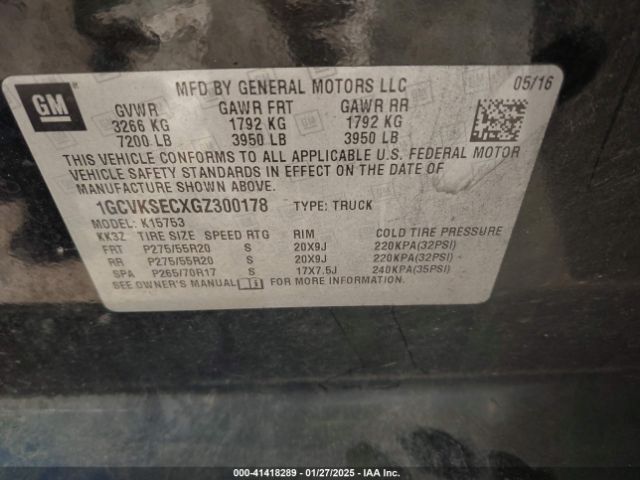 GM
MFD BY GENERAL MOTORS LLC
05/16
GVWR GAWR FRT GAWR RR
3266 KG 1792 KG 1792 KG
7200 LB 3950 LB 3950 LB
THIS VEHICLE CONFORMS TO ALL APPLICABLE U.S. FEDERAL MOTOR
VEHICLE SAFETY STANDARDS IN EFFECT ON THE DATE OF
MANUFACTURE SHOWN ABOVE.
1GCVKSECXGZ300178 TYPE: TRUCK
MODEL: K15753
KK3Z TIRE SIZE SPEED RTG RIM COLD TIRE PRESSURE
FRT P275/55R20 S 20X9J 220KPA(32PSI)
RR P275/55R20 S 20X9J 220KPA(32PSI)
SPA P265/70R17 S 17X7.5J 240KPA(35PSI)
SEE OWNER'S MANUAL FOR MORE INFORMATION.
000-41418289 - 01/27/2025 - IAA Inc.